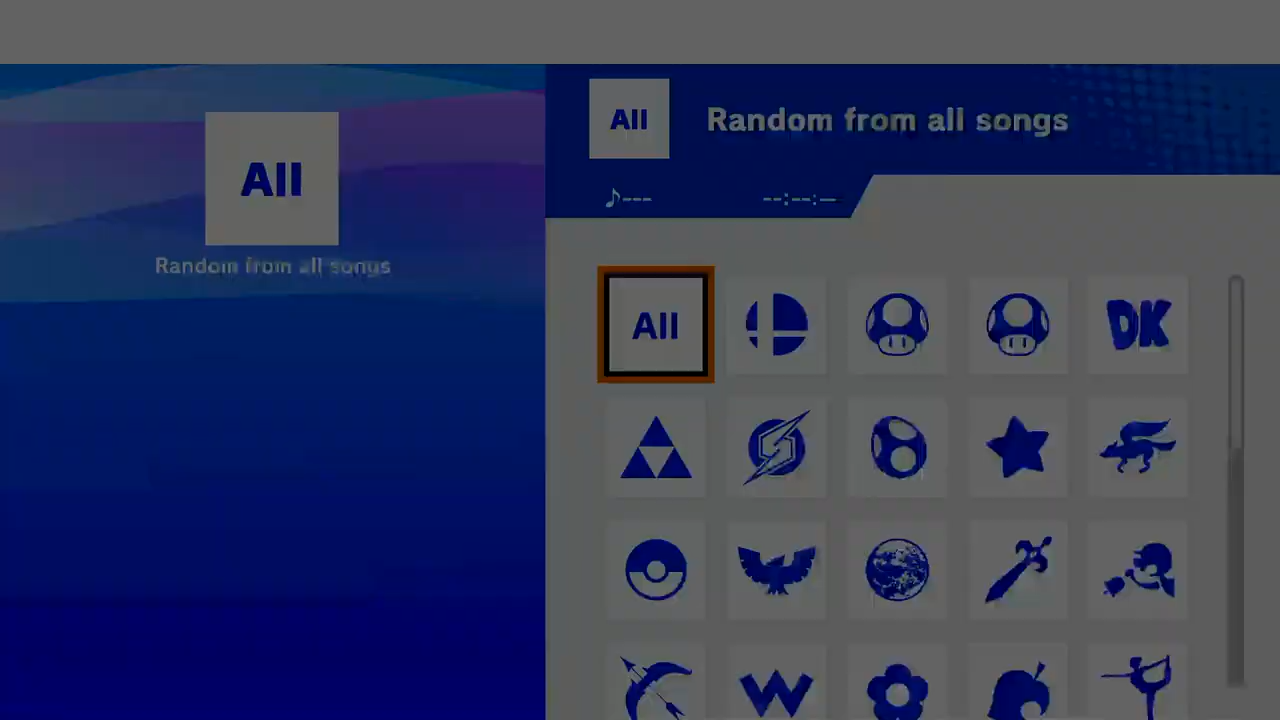 All
Random from all songs
All
Random from all songs
♪---
--:--:--
All
DK